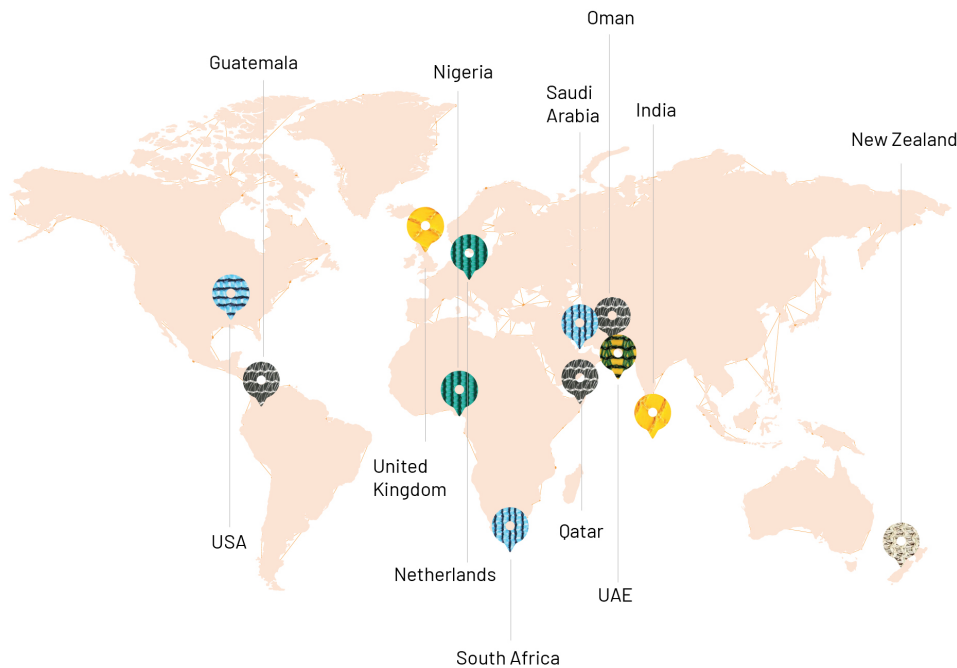 Oman
Guatemala
Nigeria
Saudi
Arabia
India
New Zealand
United
Kingdom
USA
Qatar
Netherlands
UAE
South Africa